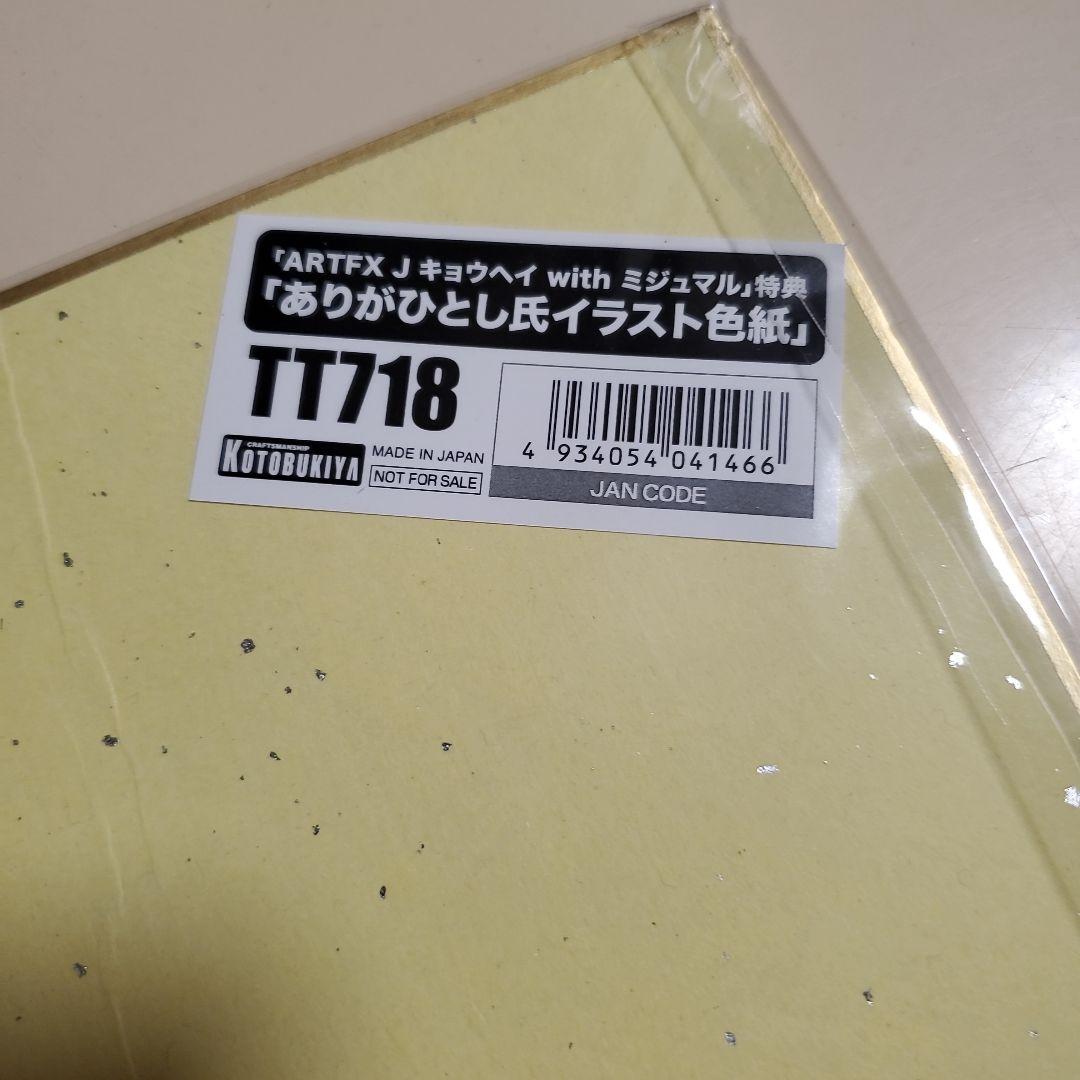 「ARTFX J キョウヘイ with ミジュマル」特典
「ありがひとし氏イラスト色紙」
TT718
CRAFTSMANSHIP
KOTOBUKIYA
MADE IN JAPAN
NOT FOR SALE
4 934054 041466
JAN CODE